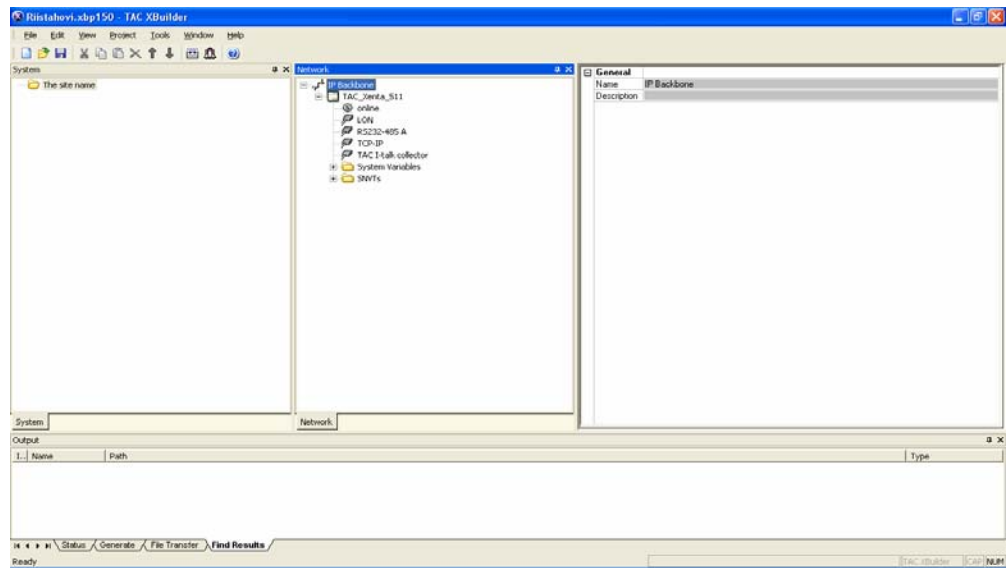 Riistahovi.xbp150 - TAC XBuilder
File Edit View Project Tools Window Help
System
The site name
System
Network
IP Backbone
TAC_Xenta_511
online
LON
RS232-485 A
TCP-IP
TAC I-talk collector
System Variables
SNVTs
Network
General
Name IP Backbone
Description
Output
I.. Name Path Type
Status Generate File Transfer Find Results
Ready TAC XBuilder CAP NUM